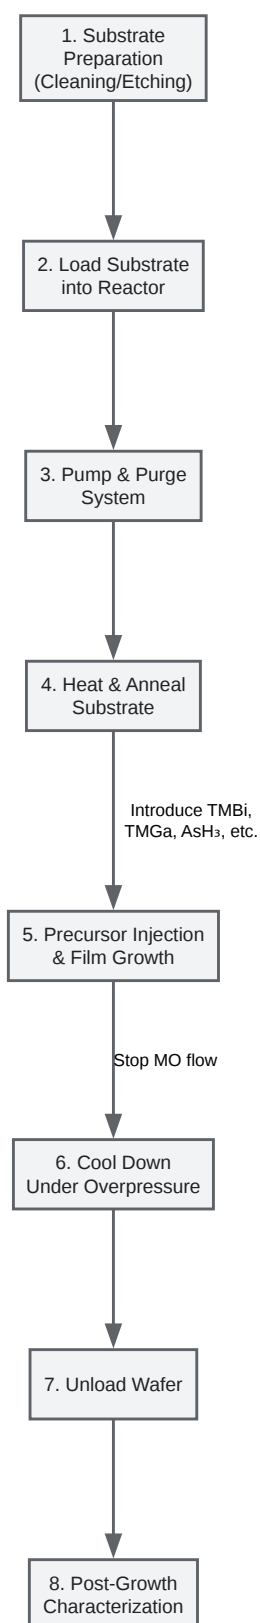 1. Substrate
Preparation
(Cleaning/Etching)
2. Load Substrate
into Reactor
3. Pump & Purge
System
4. Heat & Anneal
Substrate
Introduce TMBi,
TMGa, AsH₃, etc.
5. Precursor Injection
& Film Growth
Stop MO flow
6. Cool Down
Under Overpressure
7. Unload Wafer
8. Post-Growth
Characterization